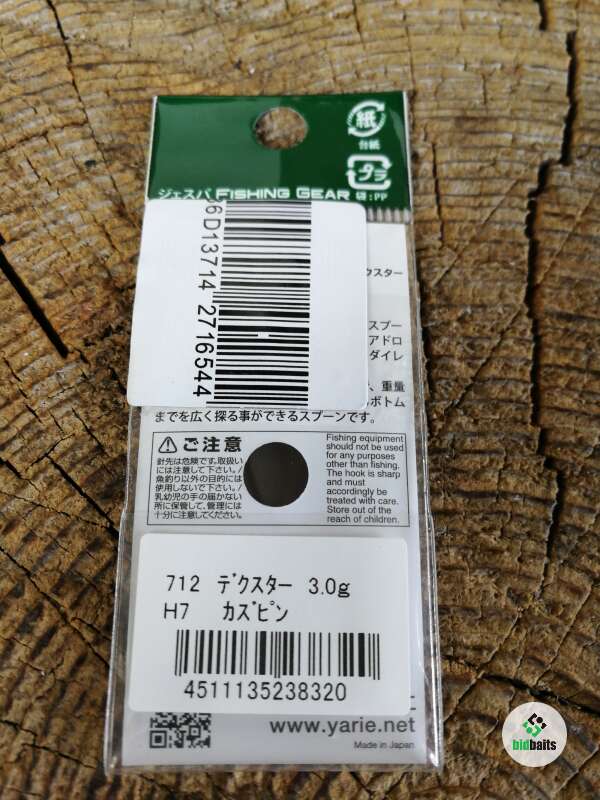 紙
台紙
プラ
ジェスパ FISHING GEAR 袋：PP
6D13714 2716544
クスター
スプー
アドロ
ダイレ
、重量
ボトム
までを広く探る事ができるスプーンです。
ご注意
針先は危険です。取扱い
には注意して下さい。/
魚釣り以外の目的には
使用しないで下さい。/
乳幼児の手の届かない
所に保管して、管理には
十分に注意してください。
Fishing equipment
should not be used
for any purposes
other than fishing.
The hook is sharp
and must
accordingly be
treated with care.
Store out of the
reach of children.
712 デクスター 3.0g
H7 カズピン
4511135238320
www.yarie.net
Made in Japan
bidbaits